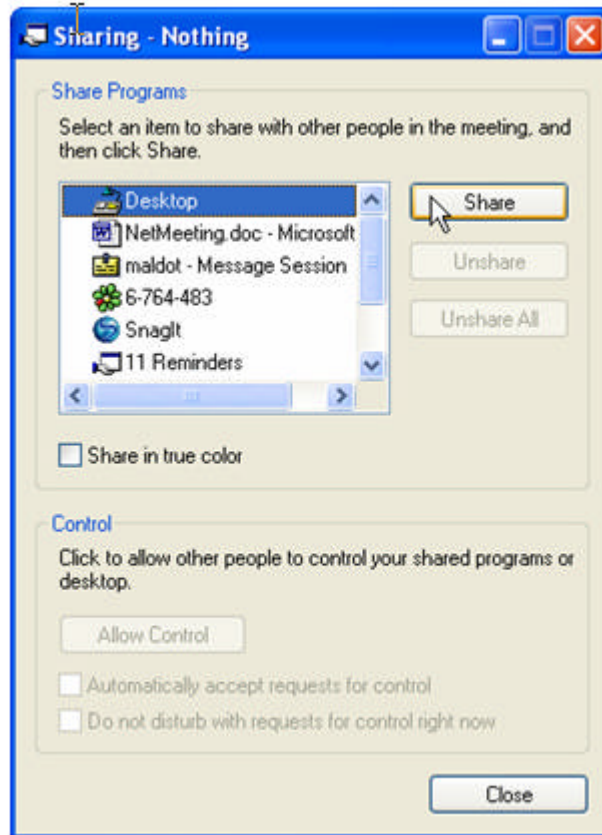 Sharing - Nothing
Share Programs
Select an item to share with other people in the meeting, and
then click Share.
Desktop
Share
NetMeeting.doc - Microsoft
maldot - Message Session
Unshare
6-764-483
SnagIt
Unshare All
11 Reminders
Share in true color
Control
Click to allow other people to control your shared programs or
desktop.
Allow Control
Automatically accept requests for control
Do not disturb with requests for control right now
Close